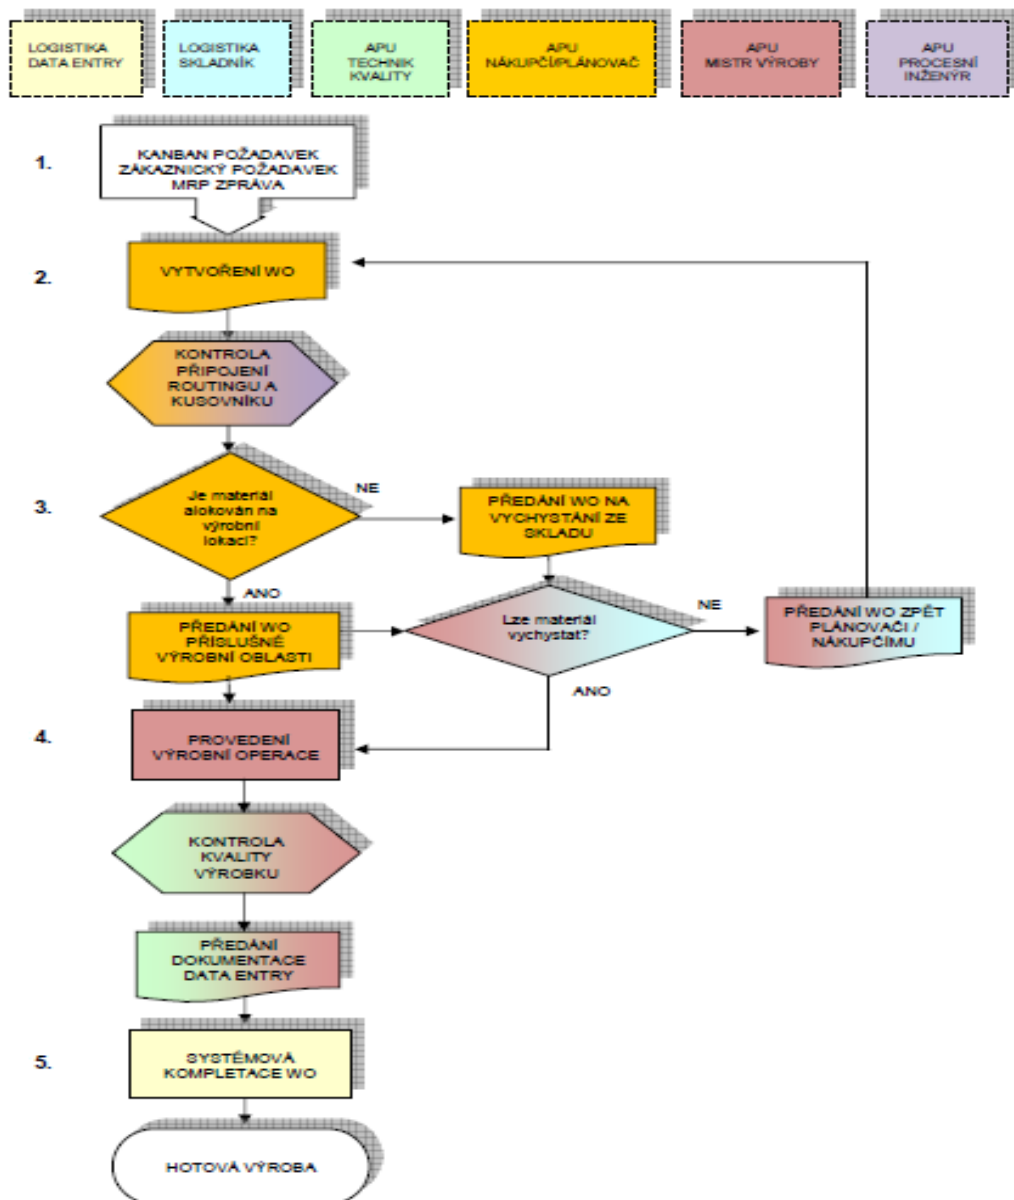 LOGISTIKA
DATA ENTRY
LOGISTIKA
SKLADNÍK
APU
TECHNIK
KVALITY
APU
NÁKUPČÍ/PLÁNOVAČ
APU
MISTR VÝROBY
APU
PROCESNÍ
INŽENÝR
1.
KANBAN POŽADAVEK
ZÁKAZNICKÝ POŽADAVEK
MRP ZPRÁVA
2.
VYTVOŘENÍ WO
KONTROLA
PŘIPOJENÍ
ROUTINGU A
KUSOVNÍKU
3.
Je materiál
alokován na
výrobní
lokaci?
NE
PŘEDÁNÍ WO NA
VYCHYSTÁNÍ ZE
SKLADU
ANO
PŘEDÁNÍ WO
PŘÍSLUŠNÉ
VÝROBNÍ OBLASTI
Lze materiál
vychystat?
NE
PŘEDÁNÍ WO ZPĚT
PLÁNOVAČI /
NÁKUPČÍMU
ANO
4.
PROVEDENÍ
VÝROBNÍ OPERACE
KONTROLA
KVALITY
VÝROBKU
PŘEDÁNÍ
DOKUMENTACE
DATA ENTRY
5.
SYSTÉMOVÁ
KOMPLETACE WO
HOTOVÁ VÝROBA